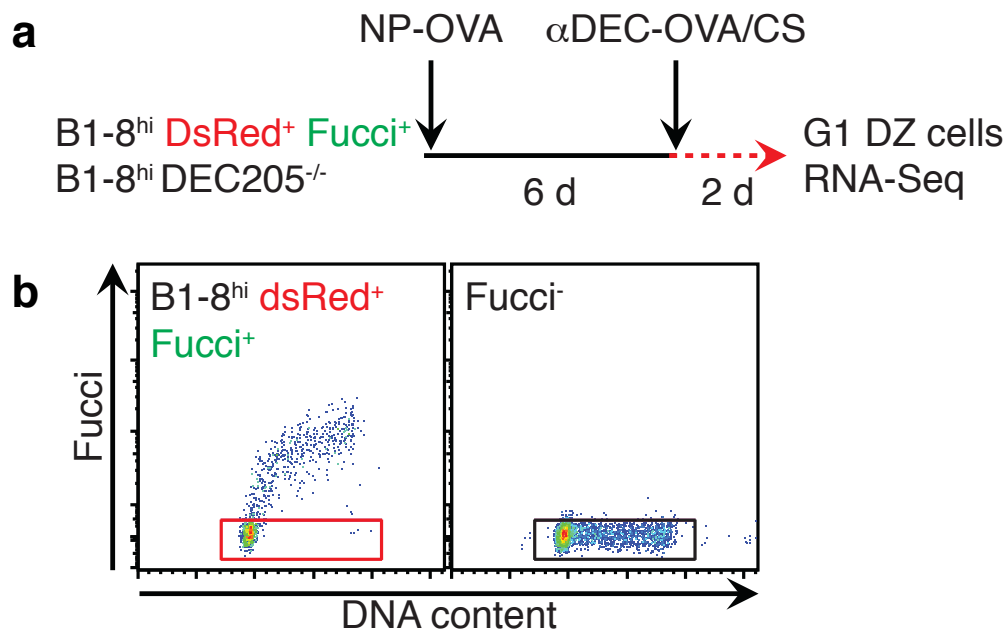 a
NP-OVA αDEC-OVA/CS
B1-8hi DsRed+ Fucci+
B1-8hi DEC205-/-
6 d
2 d
G1 DZ cells
RNA-Seq
b
B1-8hi dsRed+
Fucci+
Fucci-
Fucci
DNA content